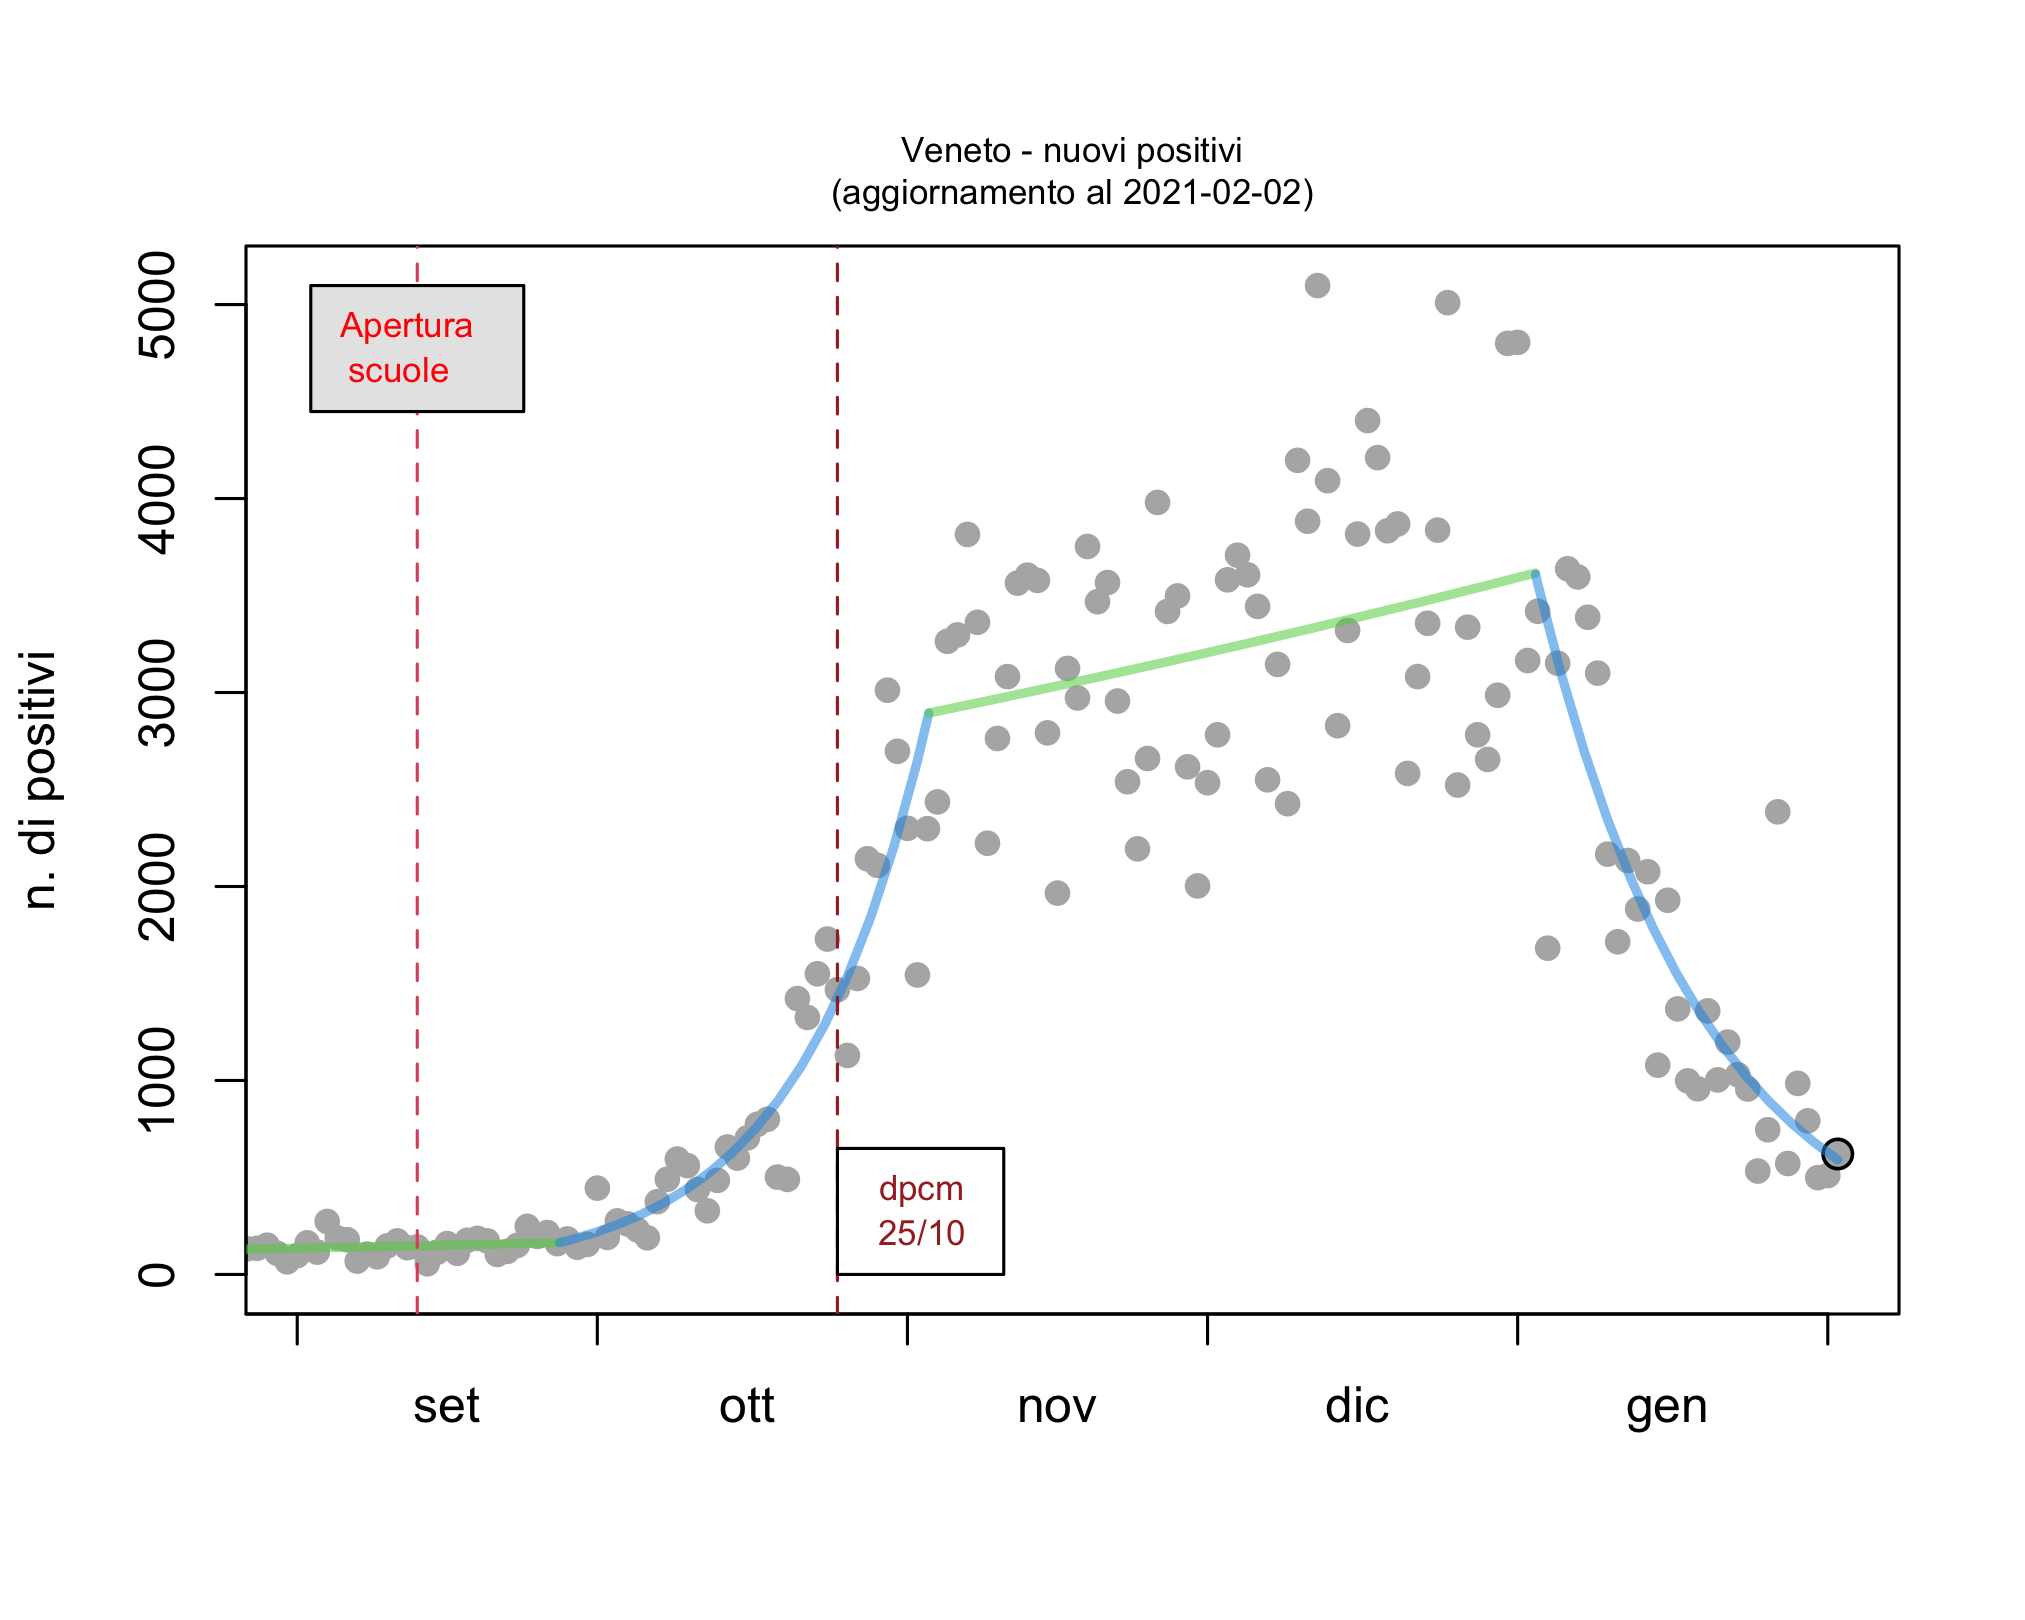 Veneto - nuovi positivi
(aggiornamento al 2021-02-02)
n. di positivi
5000
4000
3000
2000
1000
0
Apertura
scuole
dpcm
25/10
set ott nov dic gen